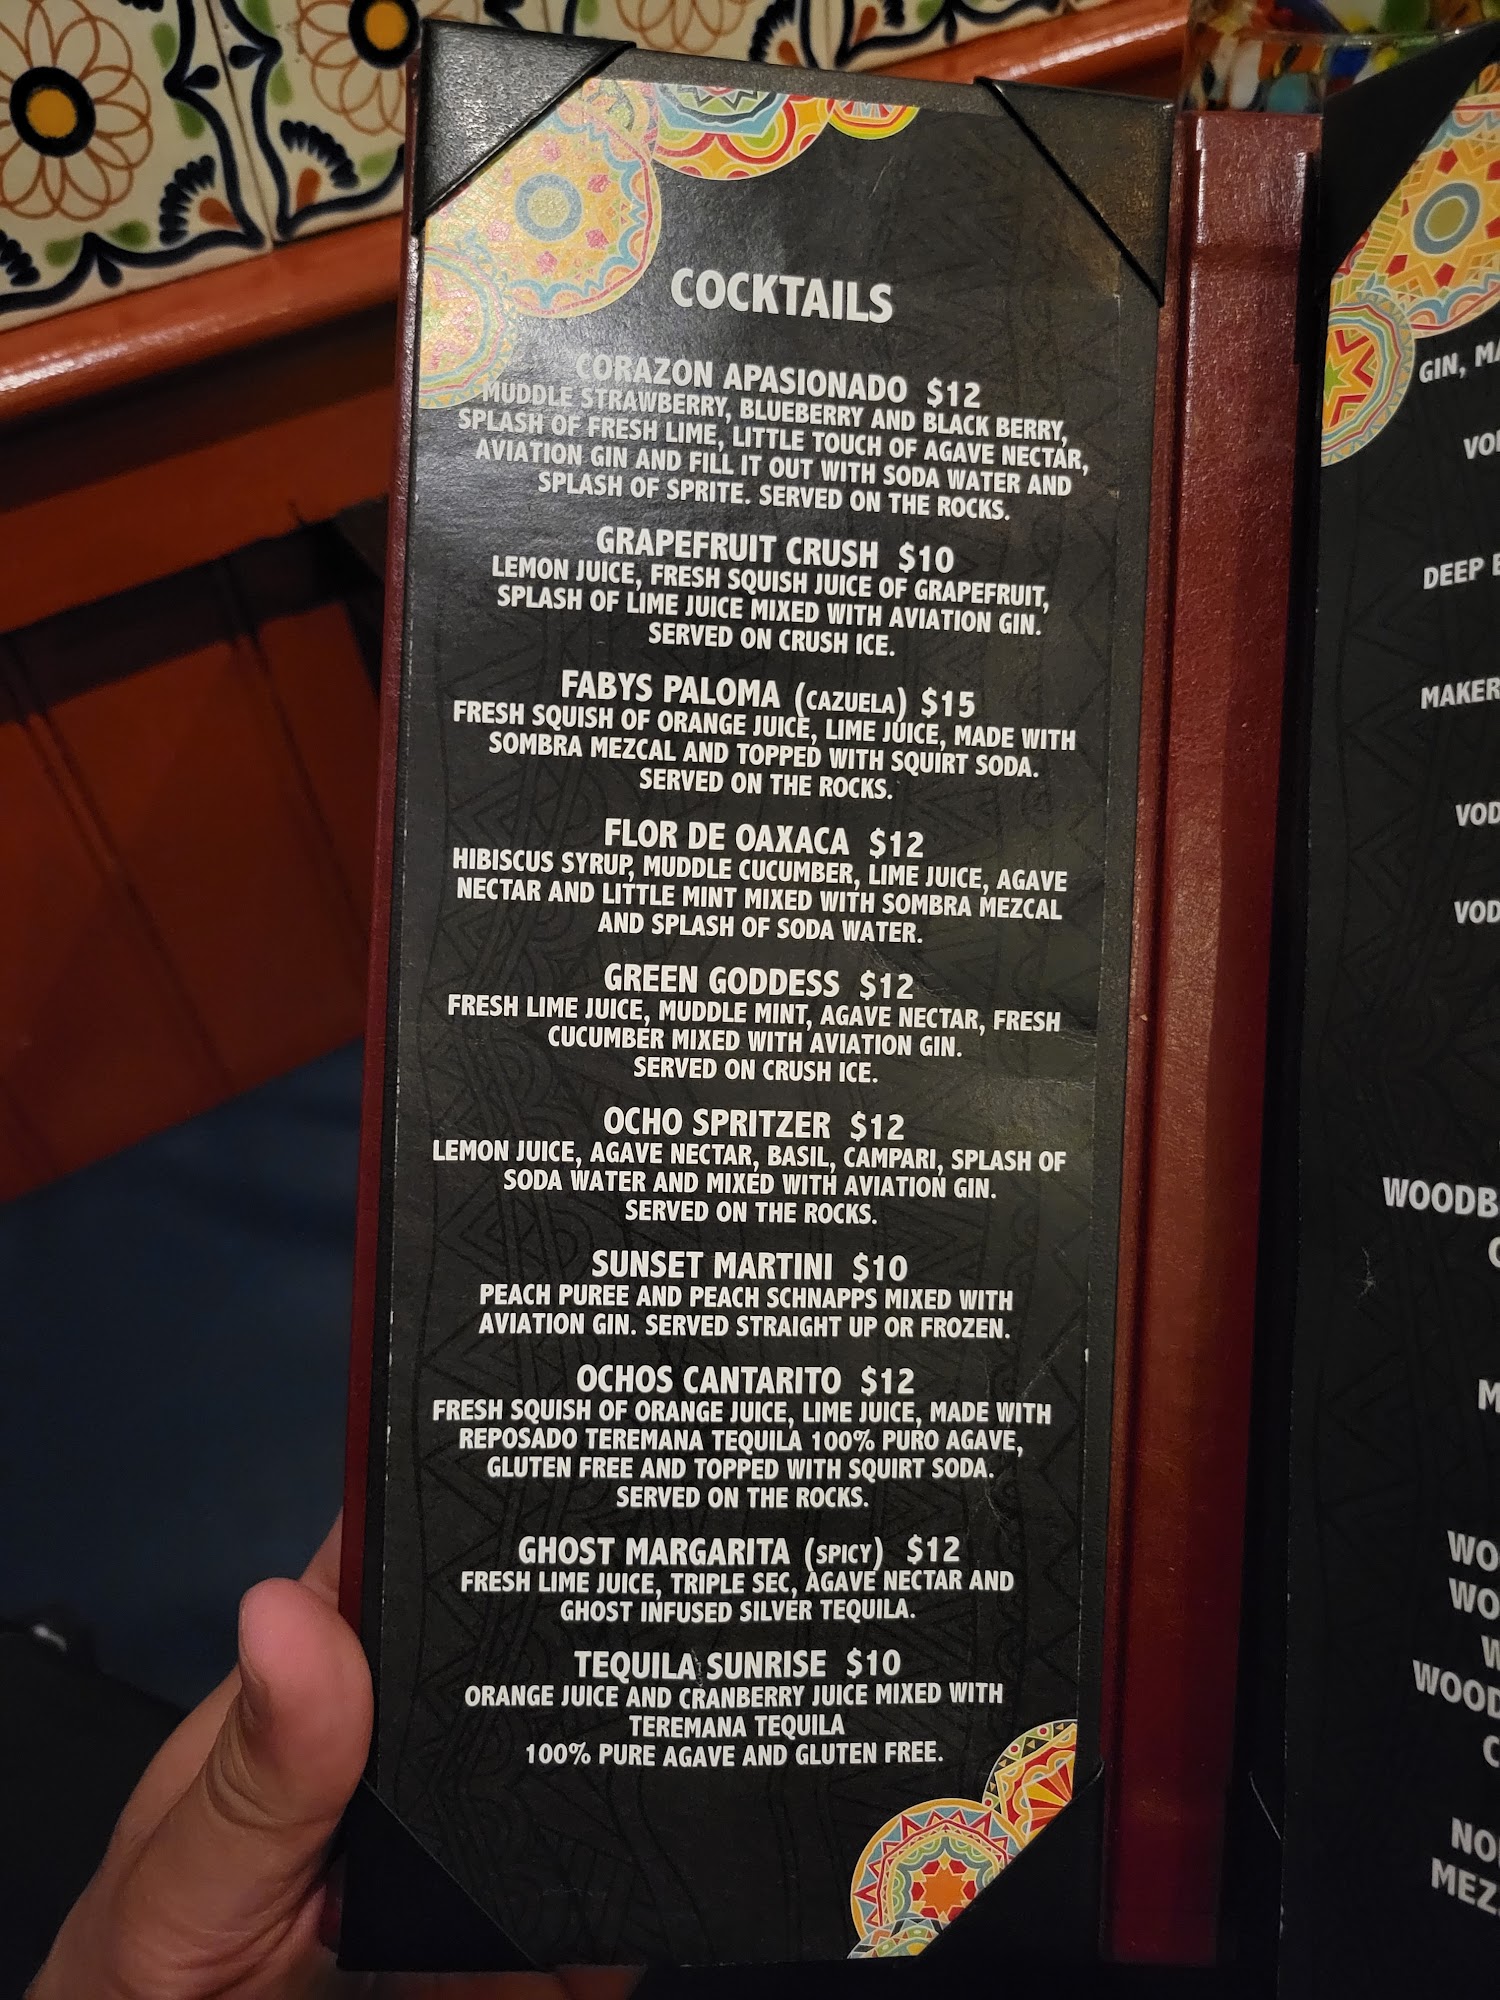 COCKTAILS
CORAZON APASIONADO $12
MUDDLE STRAWBERRY, BLUEBERRY AND BLACK BERRY,
SPLASH OF FRESH LIME, LITTLE TOUCH OF AGAVE NECTAR,
AVIATION GIN AND FILL IT OUT WITH SODA WATER AND
SPLASH OF SPRITE. SERVED ON THE ROCKS.
GRAPEFRUIT CRUSH $10
LEMON JUICE, FRESH SQUISH JUICE OF GRAPEFRUIT,
SPLASH OF LIME JUICE MIXED WITH AVIATION GIN.
SERVED ON CRUSH ICE.
FABYS PALOMA (CAZUELA) $15
FRESH SQUISH OF ORANGE JUICE, LIME JUICE, MADE WITH
SOMBRA MEZCAL AND TOPPED WITH SQUIRT SODA.
SERVED ON THE ROCKS.
FLOR DE OAXACA $12
HIBISCUS SYRUP, MUDDLE CUCUMBER, LIME JUICE, AGAVE
NECTAR AND LITTLE MINT MIXED WITH SOMBRA MEZCAL
AND SPLASH OF SODA WATER.
GREEN GODDESS $12
FRESH LIME JUICE, MUDDLE MINT, AGAVE NECTAR, FRESH
CUCUMBER MIXED WITH AVIATION GIN.
SERVED ON CRUSH ICE.
OCHO SPRITZER $12
LEMON JUICE, AGAVE NECTAR, BASIL, CAMPARI, SPLASH OF
SODA WATER AND MIXED WITH AVIATION GIN.
SERVED ON THE ROCKS.
SUNSET MARTINI $10
PEACH PUREE AND PEACH SCHNAPPS MIXED WITH
AVIATION GIN. SERVED STRAIGHT UP OR FROZEN.
OCHOS CANTARITO $12
FRESH SQUISH OF ORANGE JUICE, LIME JUICE, MADE WITH
REPOSADO TEREMANA TEQUILA 100% PURO AGAVE,
GLUTEN FREE AND TOPPED WITH SQUIRT SODA.
SERVED ON THE ROCKS.
GHOST MARGARITA (SPICY) $12
FRESH LIME JUICE, TRIPLE SEC, AGAVE NECTAR AND
GHOST INFUSED SILVER TEQUILA.
TEQUILA SUNRISE $10
ORANGE JUICE AND CRANBERRY JUICE MIXED WITH
TEREMANA TEQUILA
100% PURE AGAVE AND GLUTEN FREE.
GIN,
DEEP